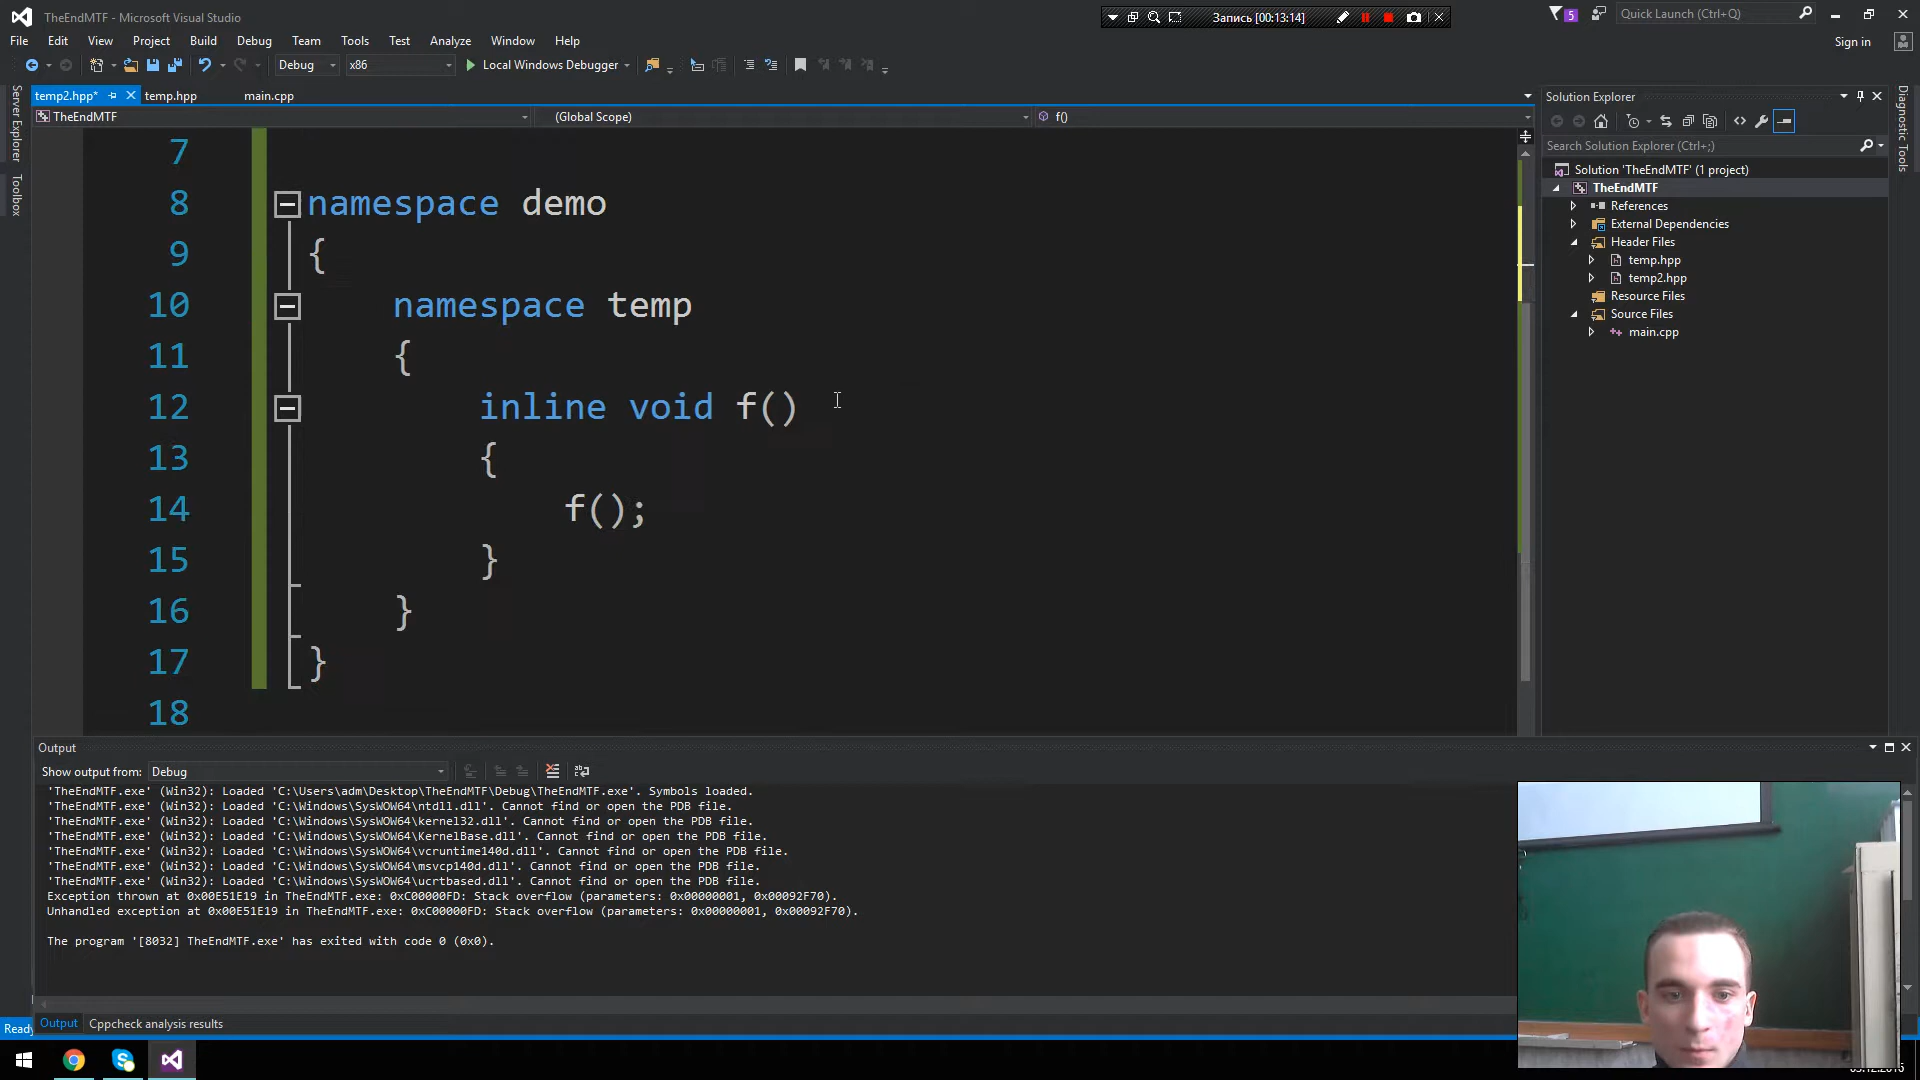 TheEndMTF - Microsoft Visual Studio
Запись [00:13:14]
5
Quick Launch (Ctrl+Q)
File Edit View Project Build Debug Team Tools Test Analyze Window Help
Sign in
Debug x86 Local Windows Debugger
temp2.hpp* temp.hpp main.cpp
TheEndMTF (Global Scope) f()
Server Explorer
Toolbox
7
8 namespace demo
9 {
10 namespace temp
11 {
12 inline void f()
13 {
14 f();
15 }
16 }
17 }
18
Solution Explorer
Search Solution Explorer (Ctrl+;)
Solution 'TheEndMTF' (1 project)
TheEndMTF
References
External Dependencies
Header Files
temp.hpp
temp2.hpp
Resource Files
Source Files
main.cpp
Diagnostic Tools
Output
Show output from: Debug
'TheEndMTF.exe' (Win32): Loaded 'C:\Users\adm\Desktop\TheEndMTF\Debug\TheEndMTF.exe'. Symbols loaded.
'TheEndMTF.exe' (Win32): Loaded 'C:\Windows\SysWOW64\ntdll.dll'. Cannot find or open the PDB file.
'TheEndMTF.exe' (Win32): Loaded 'C:\Windows\SysWOW64\kernel32.dll'. Cannot find or open the PDB file.
'TheEndMTF.exe' (Win32): Loaded 'C:\Windows\SysWOW64\KernelBase.dll'. Cannot find or open the PDB file.
'TheEndMTF.exe' (Win32): Loaded 'C:\Windows\SysWOW64\vcruntime140d.dll'. Cannot find or open the PDB file.
'TheEndMTF.exe' (Win32): Loaded 'C:\Windows\SysWOW64\msvcp140d.dll'. Cannot find or open the PDB file.
'TheEndMTF.exe' (Win32): Loaded 'C:\Windows\SysWOW64\ucrtbased.dll'. Cannot find or open the PDB file.
Exception thrown at 0x00E51E19 in TheEndMTF.exe: 0xC00000FD: Stack overflow (parameters: 0x00000001, 0x00092F70).
Unhandled exception at 0x00E51E19 in TheEndMTF.exe: 0xC00000FD: Stack overflow (parameters: 0x00000001, 0x00092F70).
The program '[8032] TheEndMTF.exe' has exited with code 0 (0x0).
Output Cppcheck analysis results
Ready